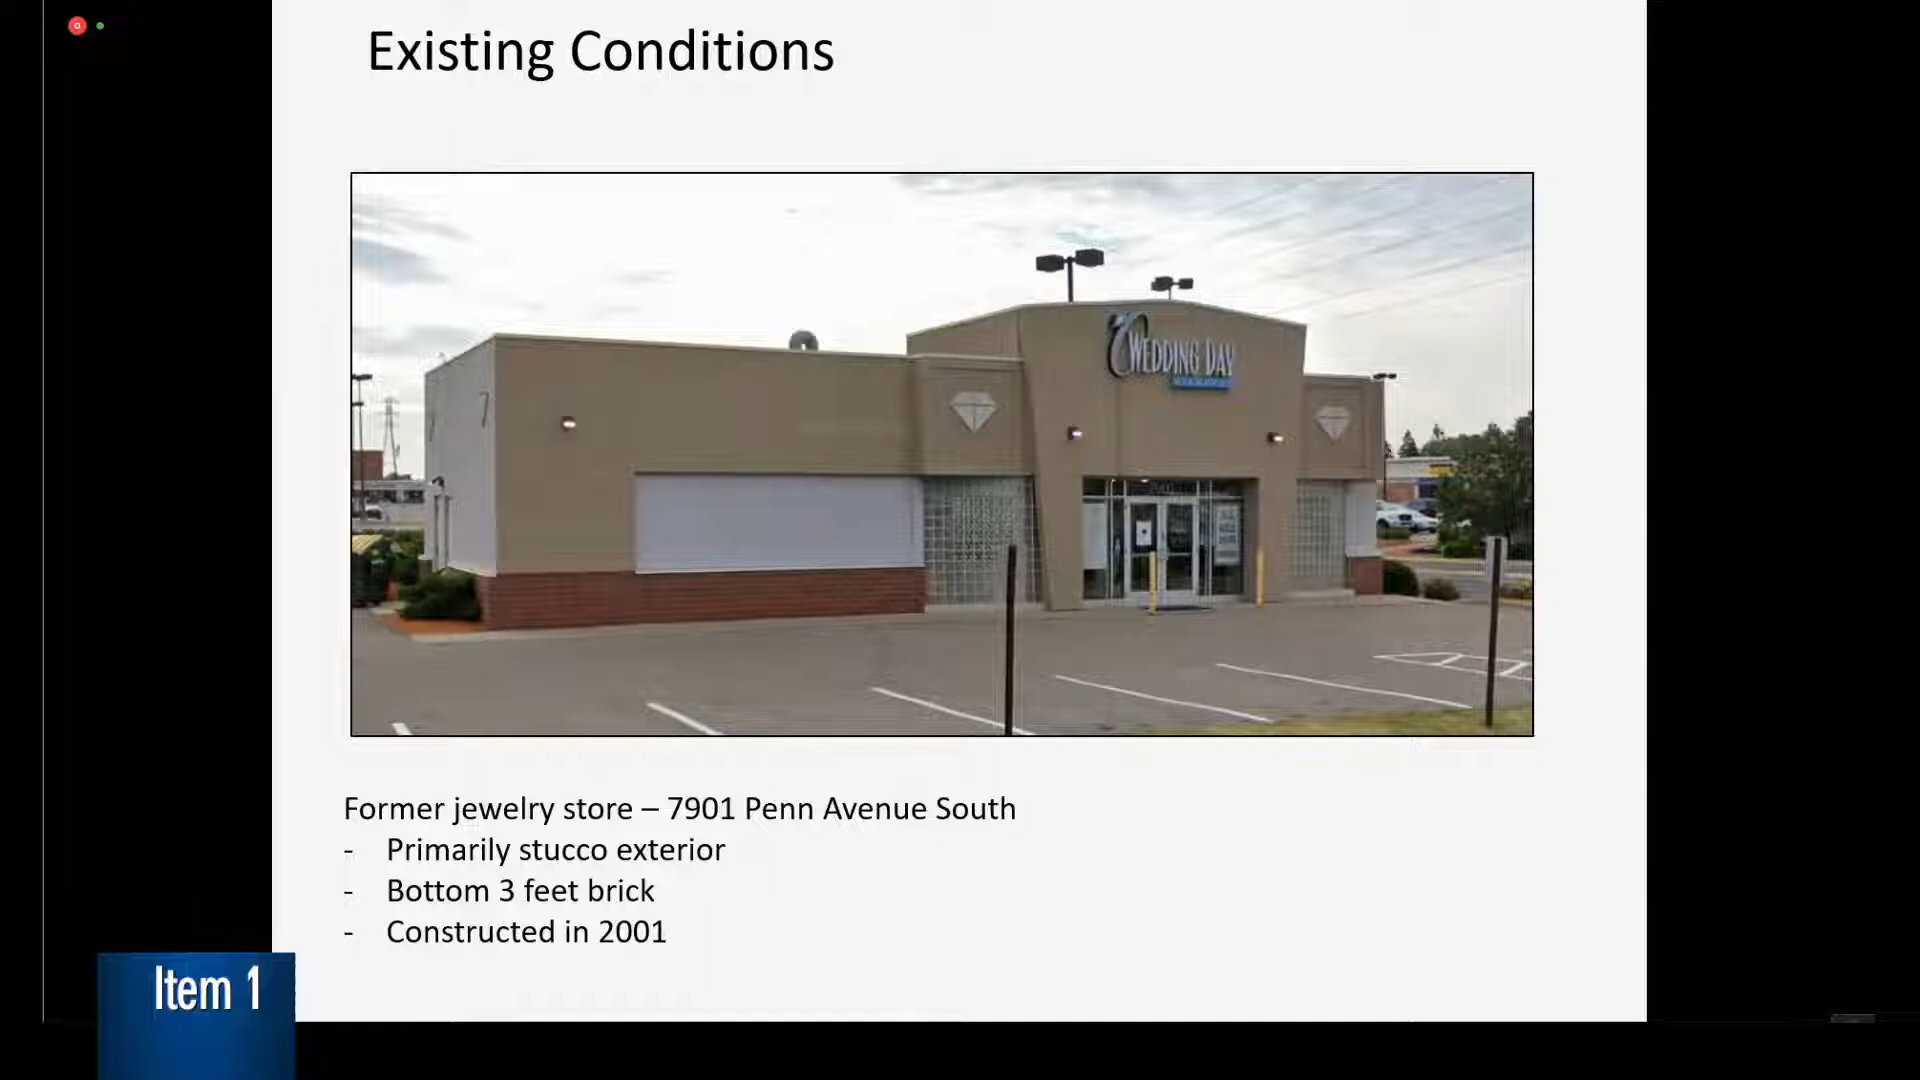 Existing Conditions
WEDDING DAY
Former jewelry store – 7901 Penn Avenue South
- Primarily stucco exterior
- Bottom 3 feet brick
- Constructed in 2001
Item 1